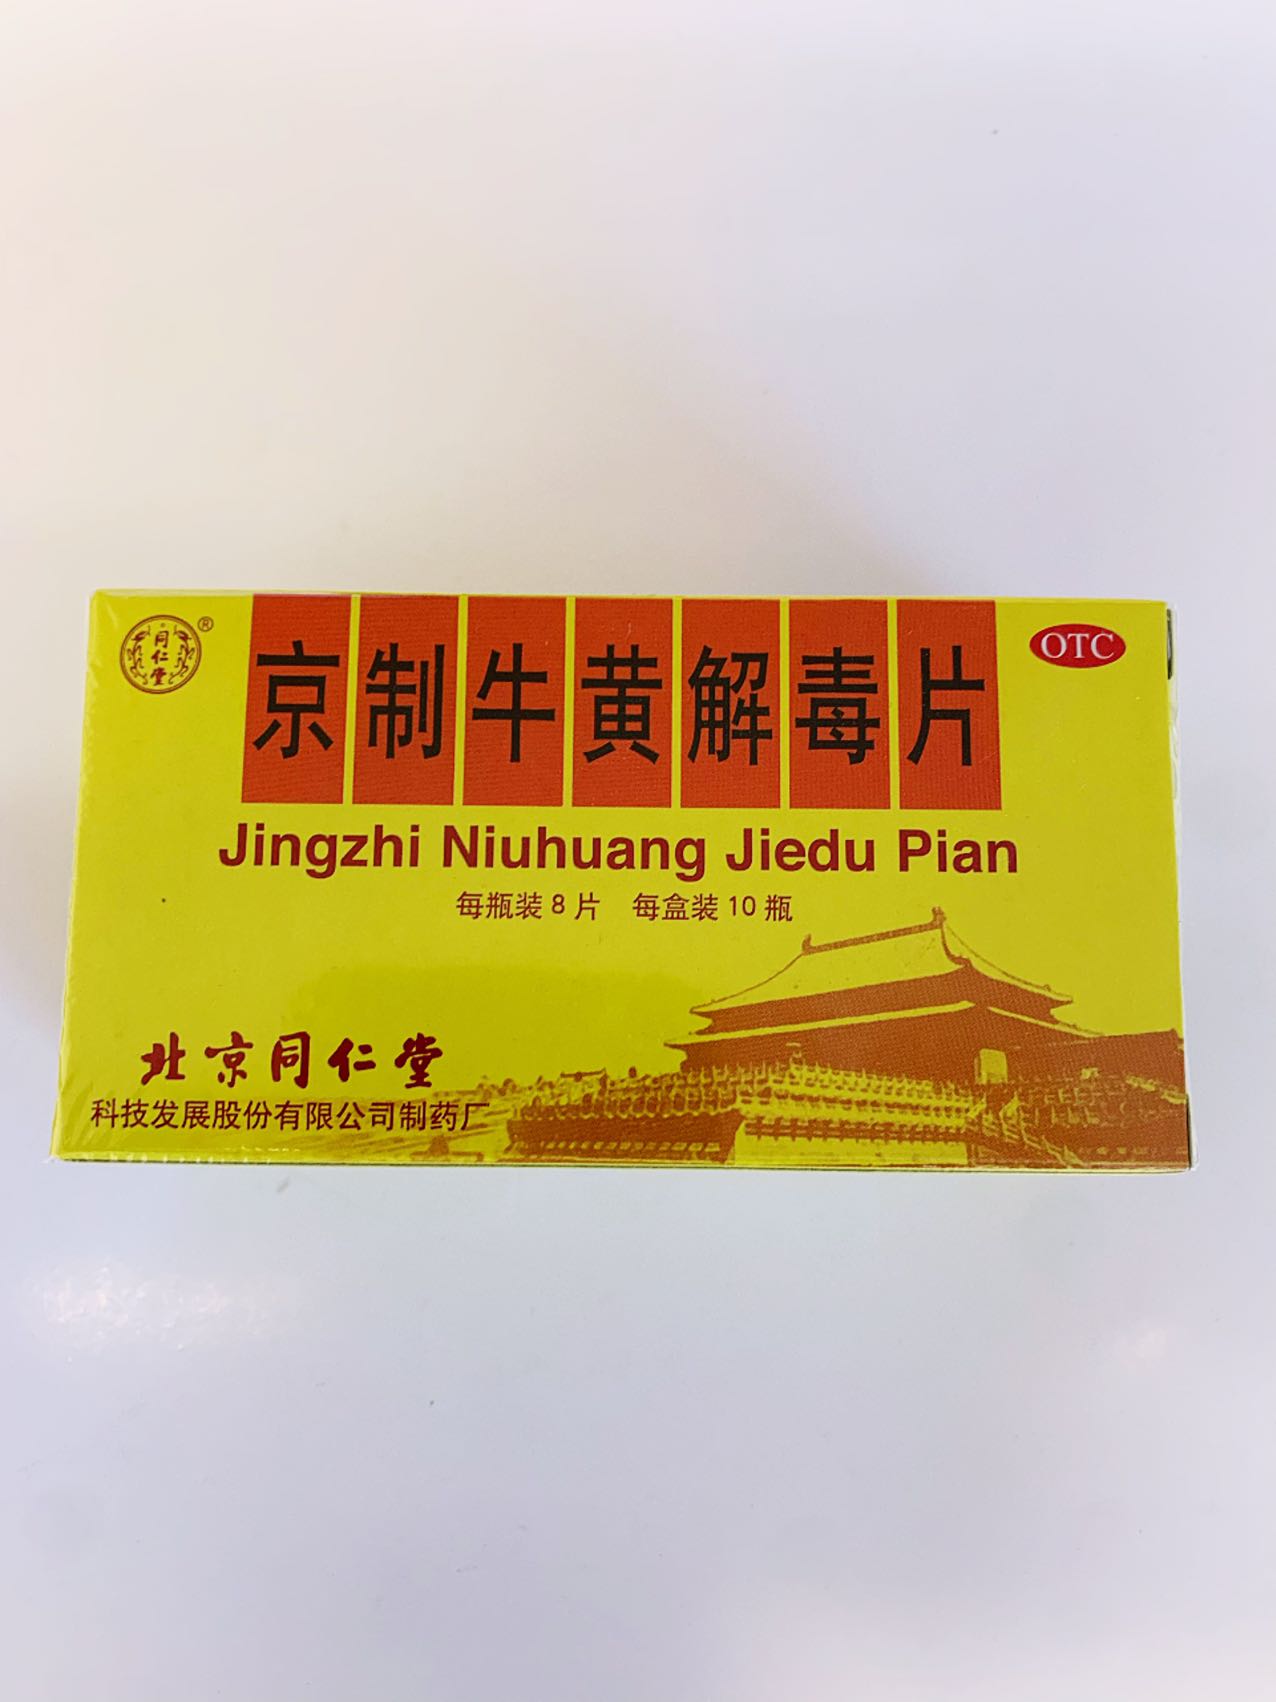 同仁堂®
京制牛黄解毒片
OTC
Jingzhi Niuhuang Jiedu Pian
每瓶装8片 每盒装10瓶
北京同仁堂
科技发展股份有限公司制药厂